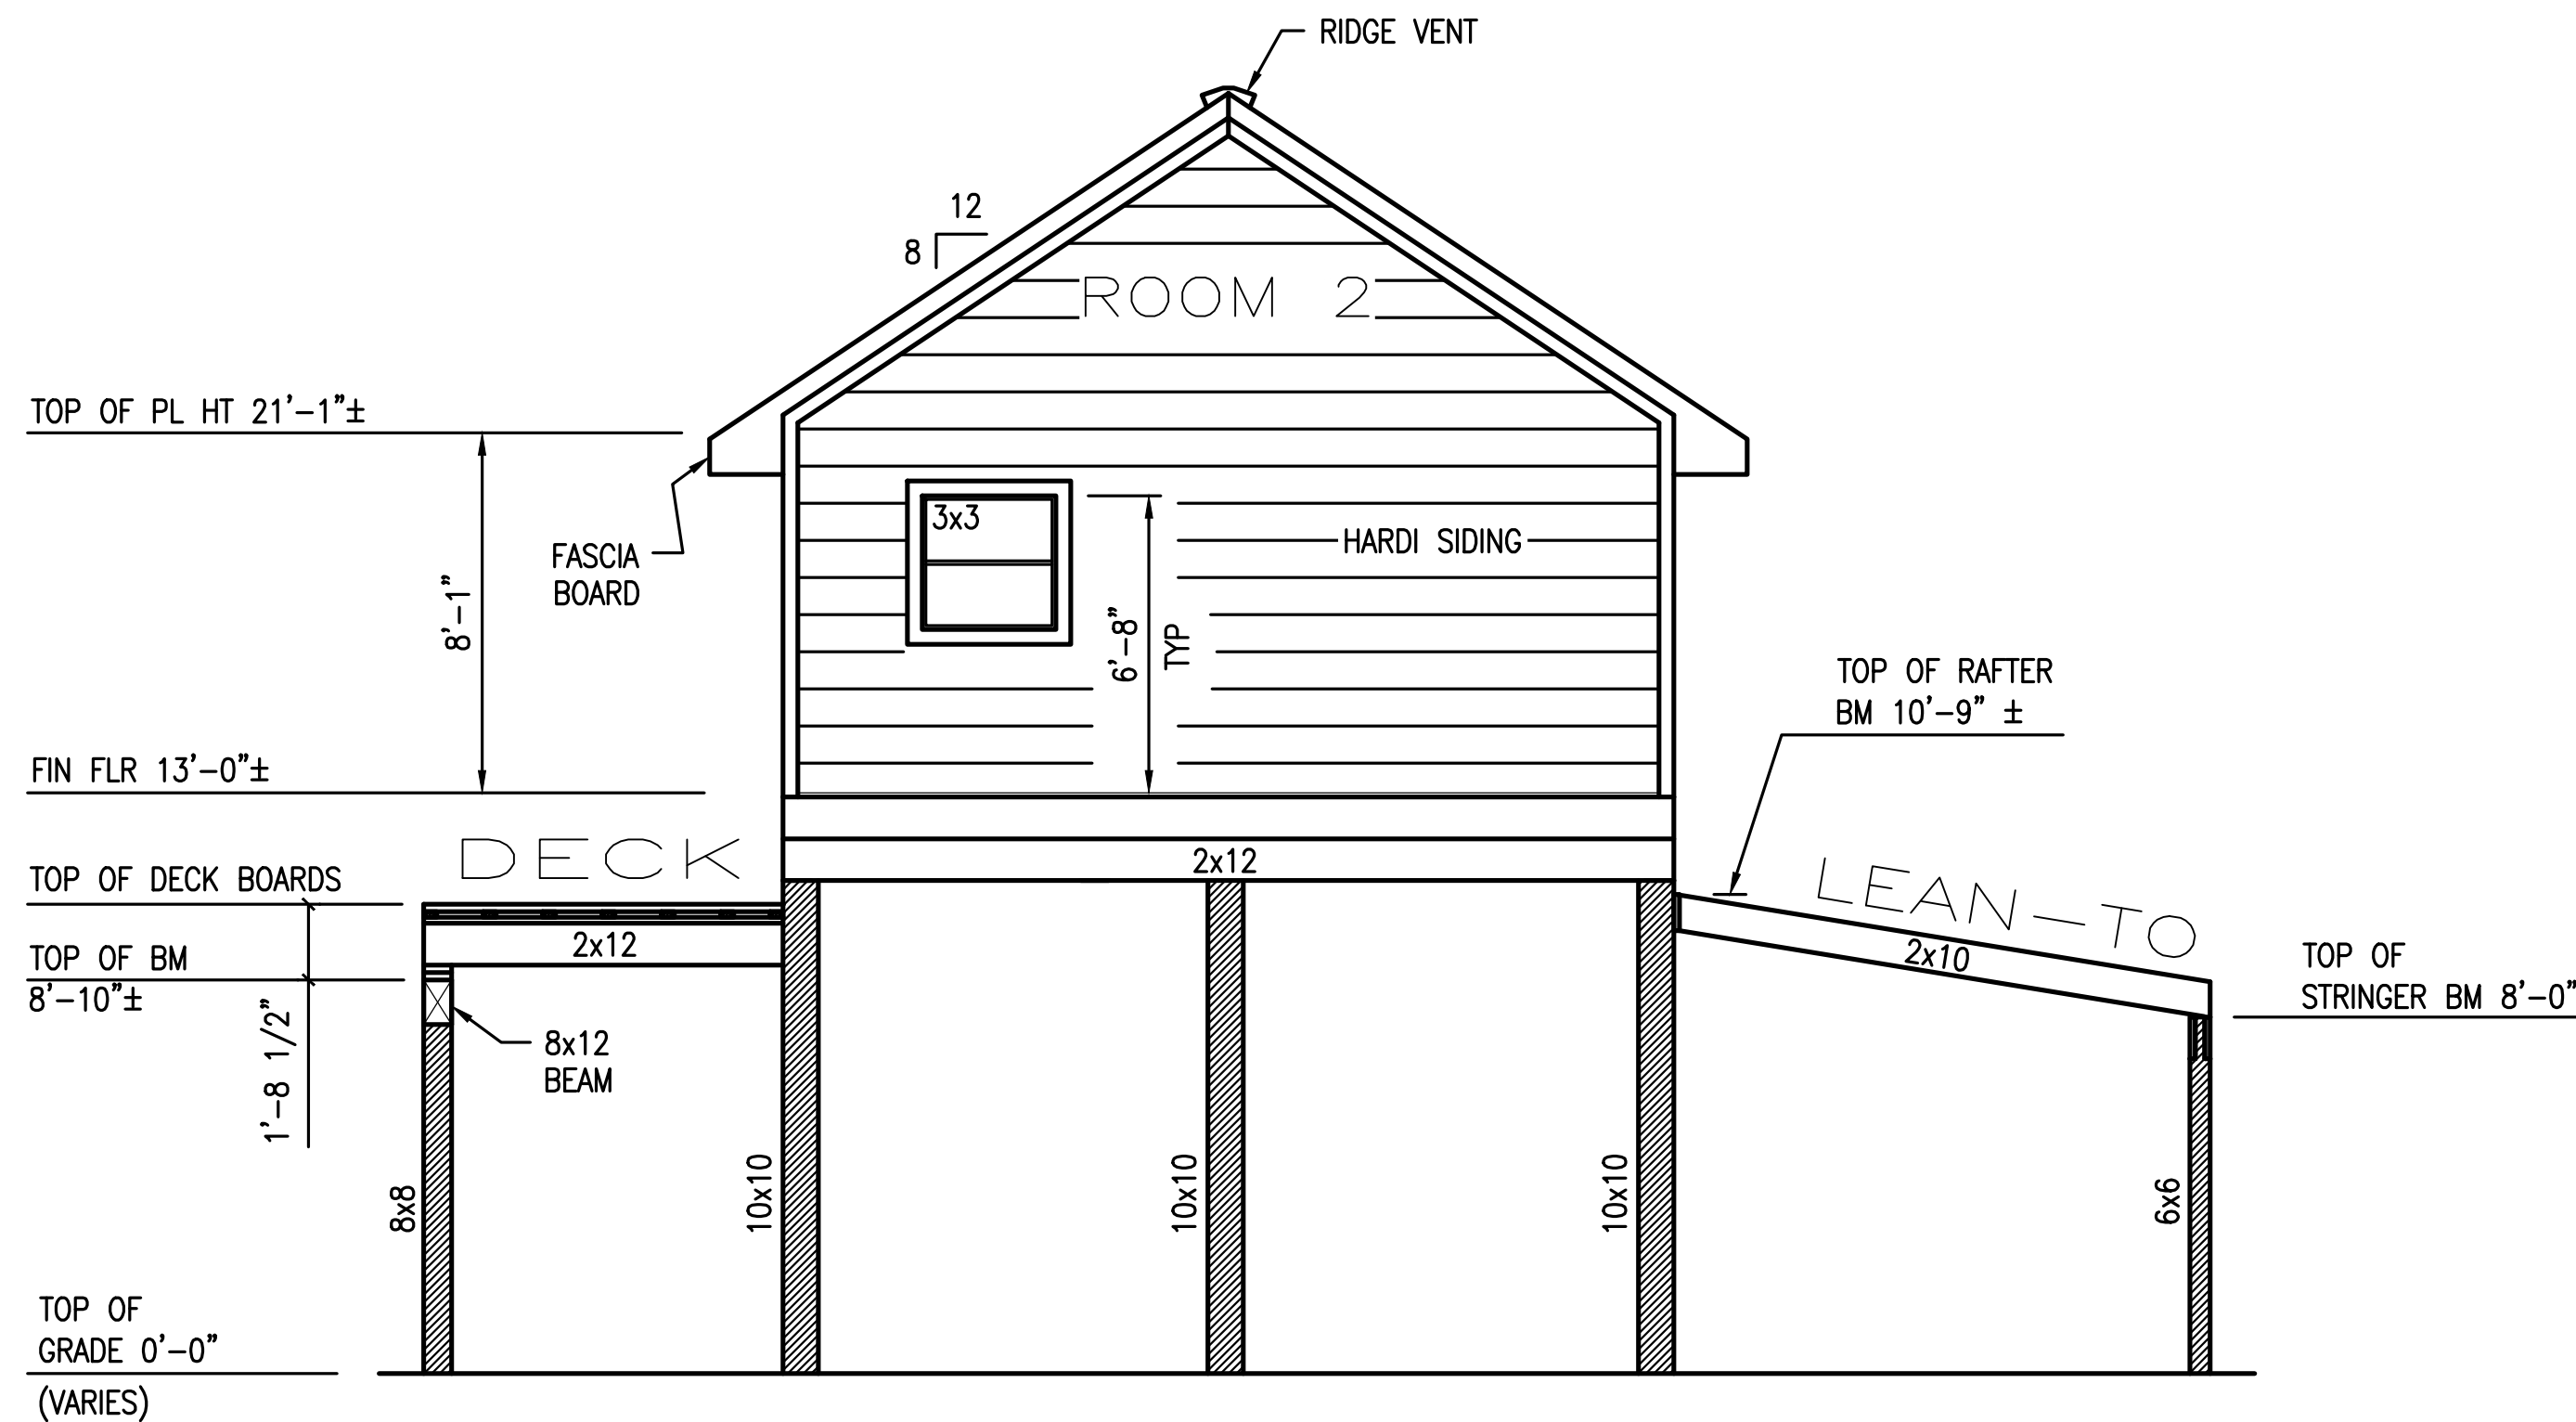 RIDGE VENT
12
8
ROOM 2
TOP OF PL HT 21'-1"±
3x3
HARDI SIDING
FASCIA
BOARD
8'-1"
6'-8"
TYP
TOP OF RAFTER
BM 10'-9" ±
FIN FLR 13'-0"±
DECK
2x12
LEAN-TO
TOP OF DECK BOARDS
2x12
2x10
TOP OF BM
8'-10"±
TOP OF
STRINGER BM 8'-0"
1'-8 1/2"
8x12
BEAM
8x8
10x10
10x10
10x10
6x6
TOP OF
GRADE 0'-0"
(VARIES)